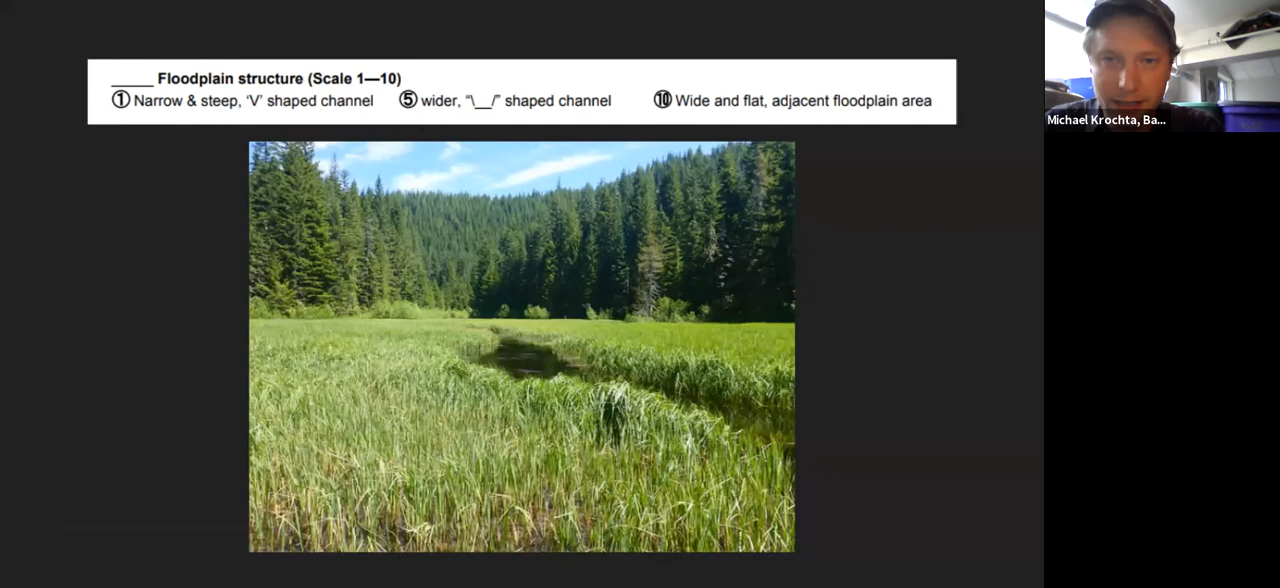 _____ Floodplain structure (Scale 1—10)
① Narrow & steep, ‘V’ shaped channel ⑤ wider, “\__/” shaped channel ⑩ Wide and flat, adjacent floodplain area
Michael Krochta, Ba...